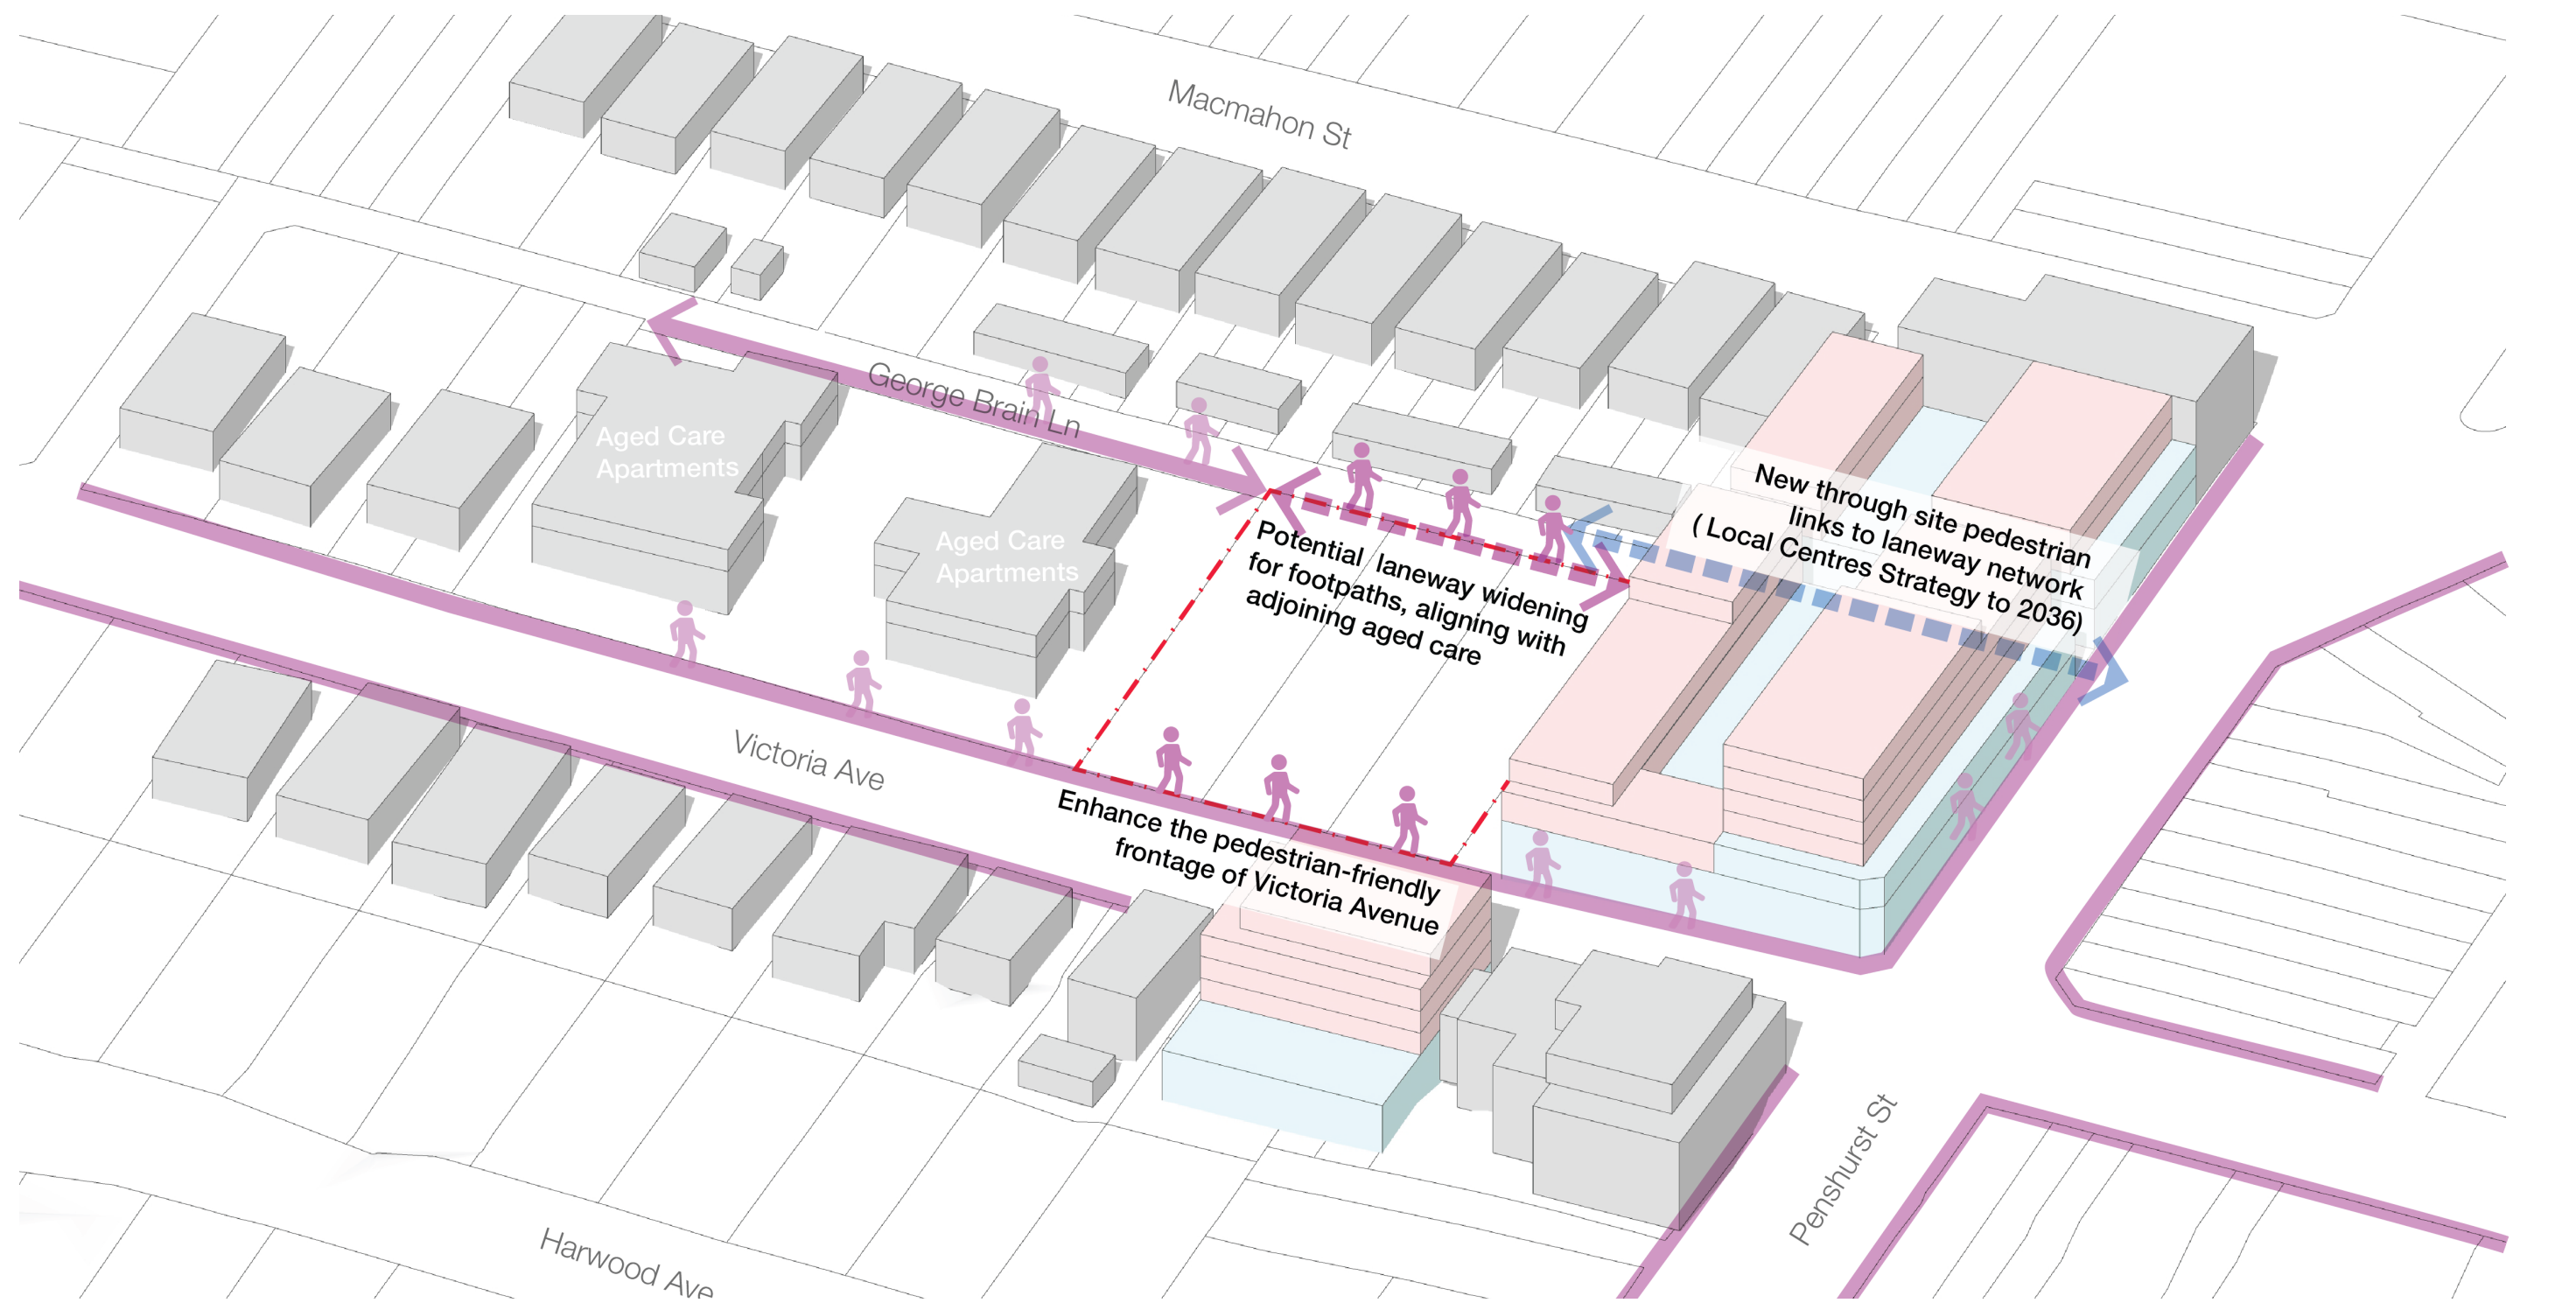 Macmahon St
George Brain Ln
Aged Care
Apartments
Aged Care
Apartments
New through site pedestrian
links to laneway network
( Local Centres Strategy to 2036)
Potential laneway widening
for footpaths, aligning with
adjoining aged care
Victoria Ave
Enhance the pedestrian-friendly
frontage of Victoria Avenue
Penshurst St
Harwood Ave